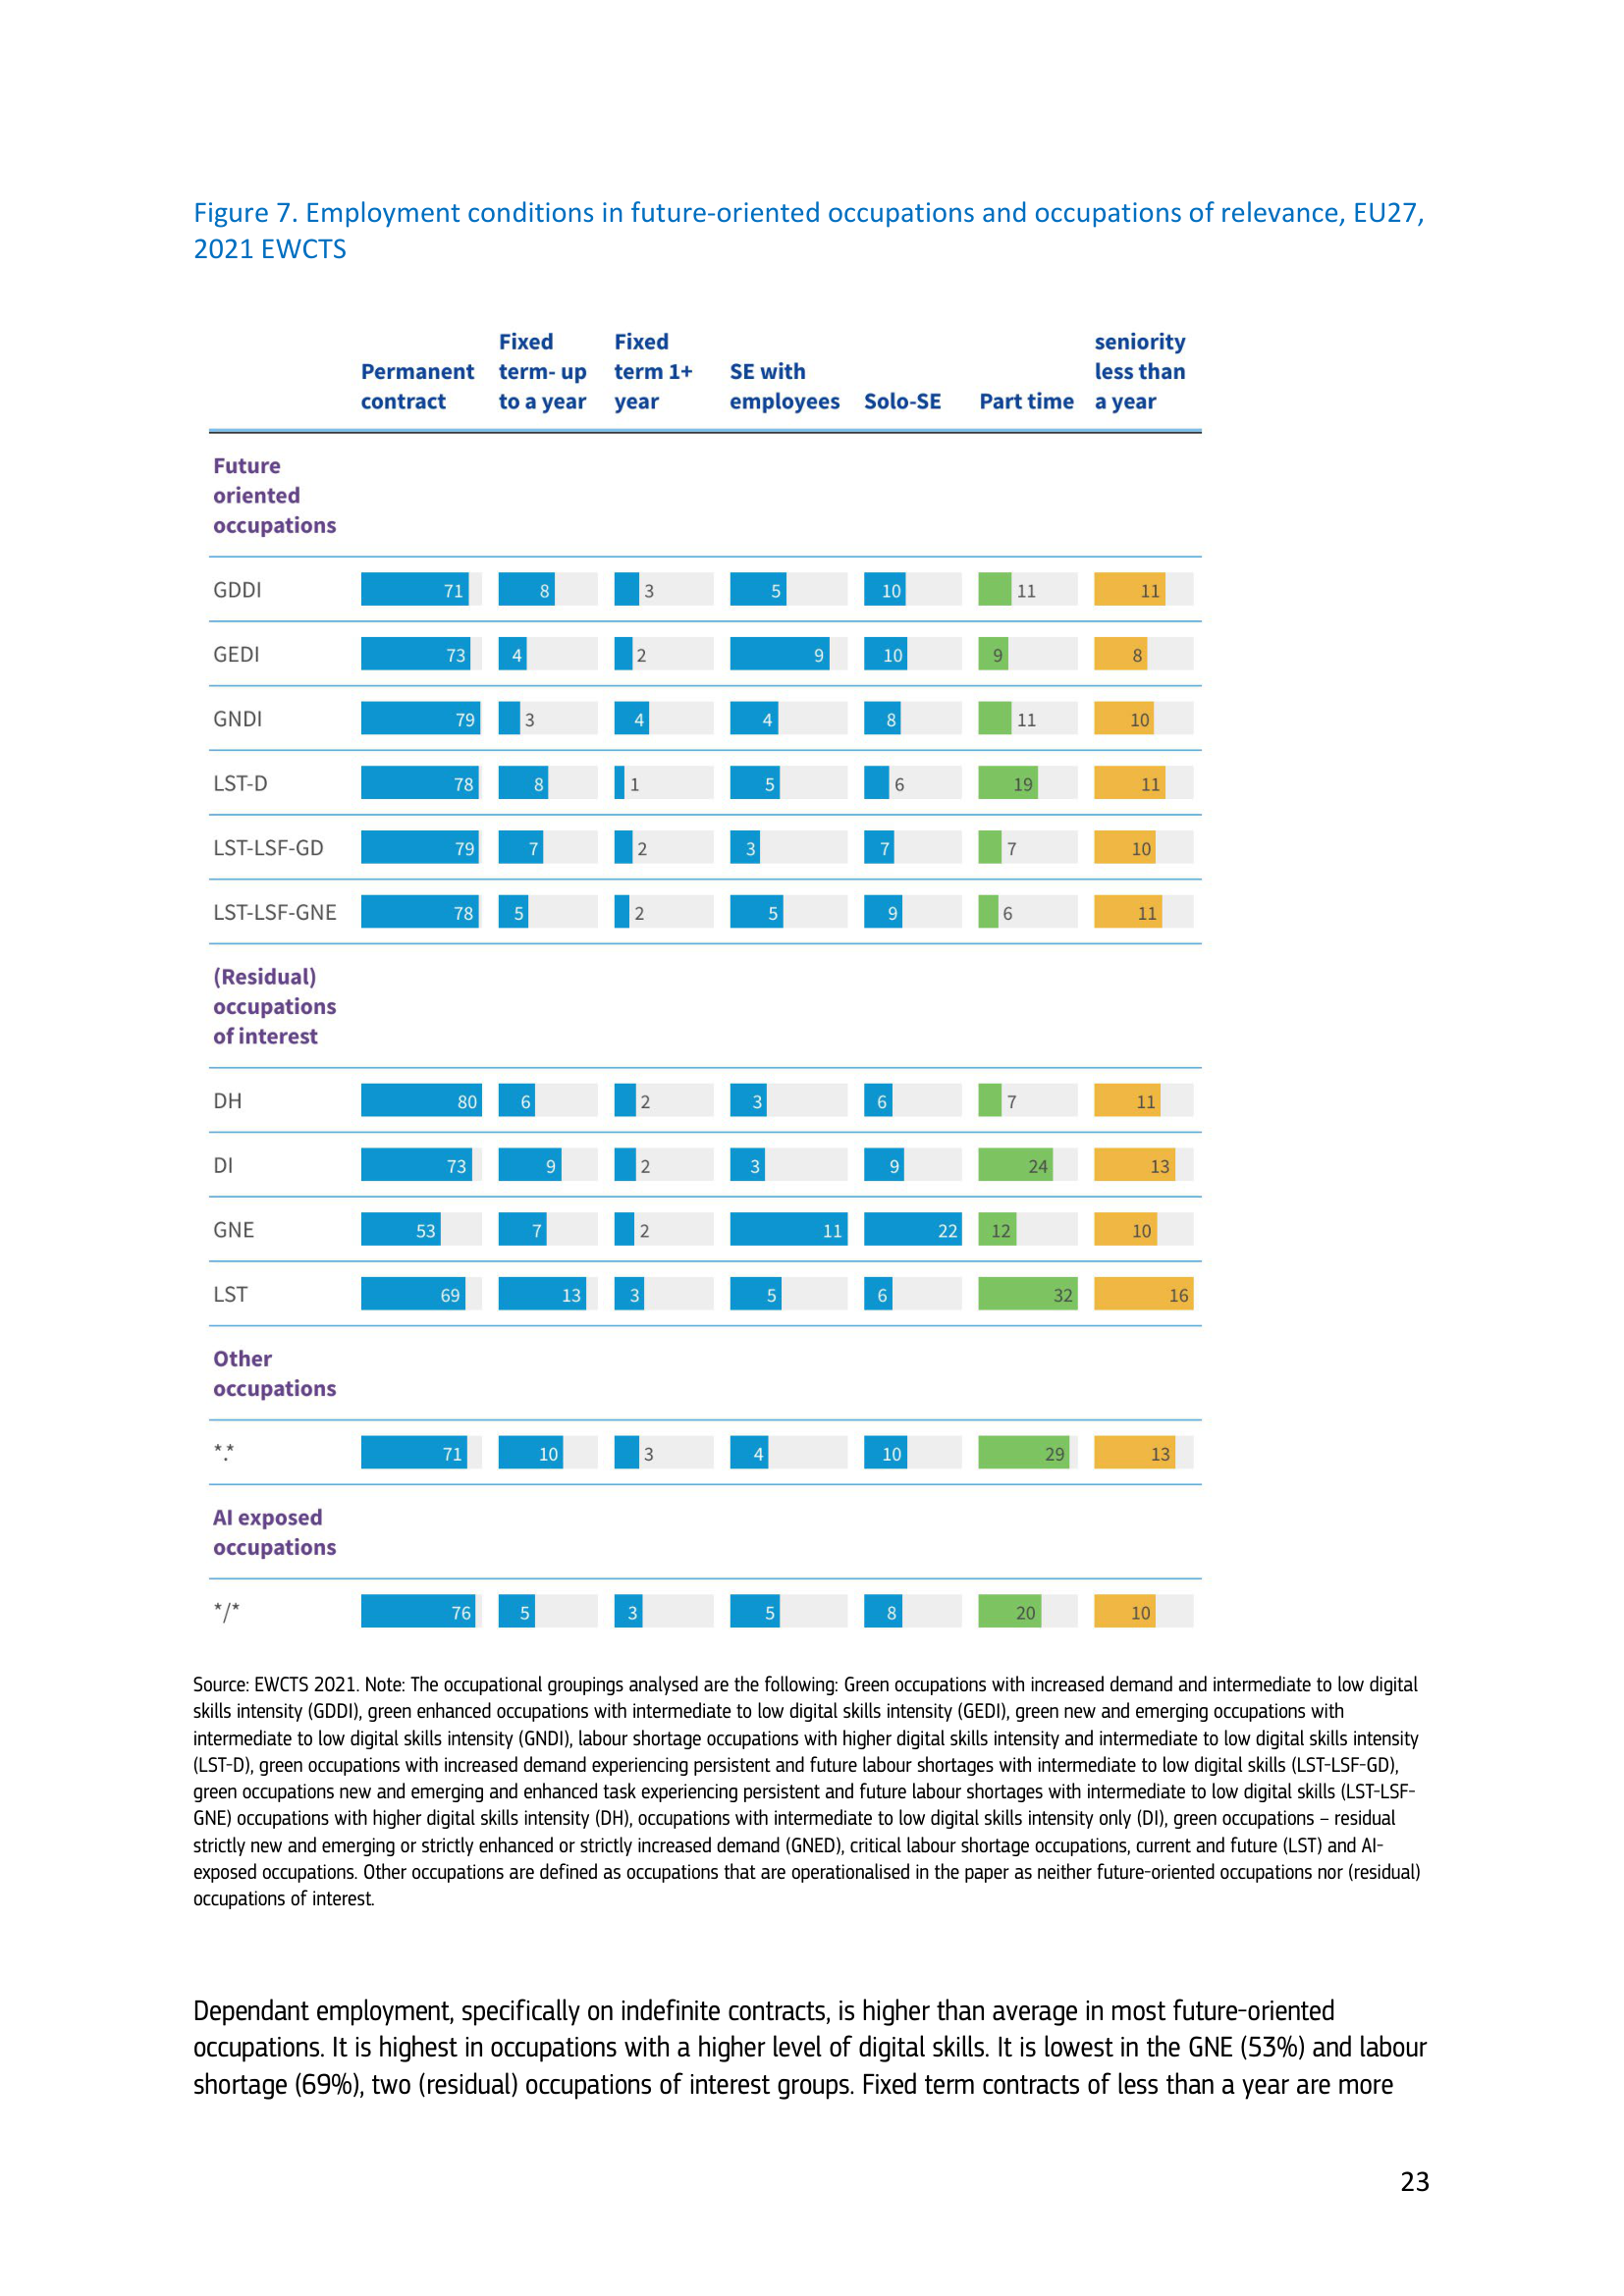 Figure 7. Employment conditions in future-oriented occupations and occupations of relevance, EU27,
2021 EWCTS
Permanent contract
Fixed term- up to a year
Fixed term 1+ year
SE with employees
Solo-SE
Part time
seniority less than a year
Future
oriented
occupations
GDDI 71 8 3 5 10 11 11
GEDI 73 4 2 9 10 9 8
GNDI 79 3 4 4 8 11 10
LST-D 78 8 1 5 6 19 11
LST-LSF-GD 79 7 2 3 7 7 10
LST-LSF-GNE 78 5 2 5 9 6 11
(Residual)
occupations
of interest
DH 80 6 2 3 6 7 11
DI 73 9 2 3 9 24 13
GNE 53 7 2 11 22 12 10
LST 69 13 3 5 6 32 16
Other
occupations
*.* 71 10 3 4 10 29 13
AI exposed
occupations
*/* 76 5 3 5 8 20 10
Source: EWCTS 2021. Note: The occupational groupings analysed are the following: Green occupations with increased demand and intermediate to low digital
skills intensity (GDDI), green enhanced occupations with intermediate to low digital skills intensity (GEDI), green new and emerging occupations with
intermediate to low digital skills intensity (GNDI), labour shortage occupations with higher digital skills intensity and intermediate to low digital skills intensity
(LST-D), green occupations with increased demand experiencing persistent and future labour shortages with intermediate to low digital skills (LST-LSF-GD),
green occupations new and emerging and enhanced task experiencing persistent and future labour shortages with intermediate to low digital skills (LST-LSF-
GNE) occupations with higher digital skills intensity (DH), occupations with intermediate to low digital skills intensity only (DI), green occupations – residual
strictly new and emerging or strictly enhanced or strictly increased demand (GNED), critical labour shortage occupations, current and future (LST) and AI-
exposed occupations. Other occupations are defined as occupations that are operationalised in the paper as neither future-oriented occupations nor (residual)
occupations of interest.
Dependant employment, specifically on indefinite contracts, is higher than average in most future-oriented
occupations. It is highest in occupations with a higher level of digital skills. It is lowest in the GNE (53%) and labour
shortage (69%), two (residual) occupations of interest groups. Fixed term contracts of less than a year are more
23